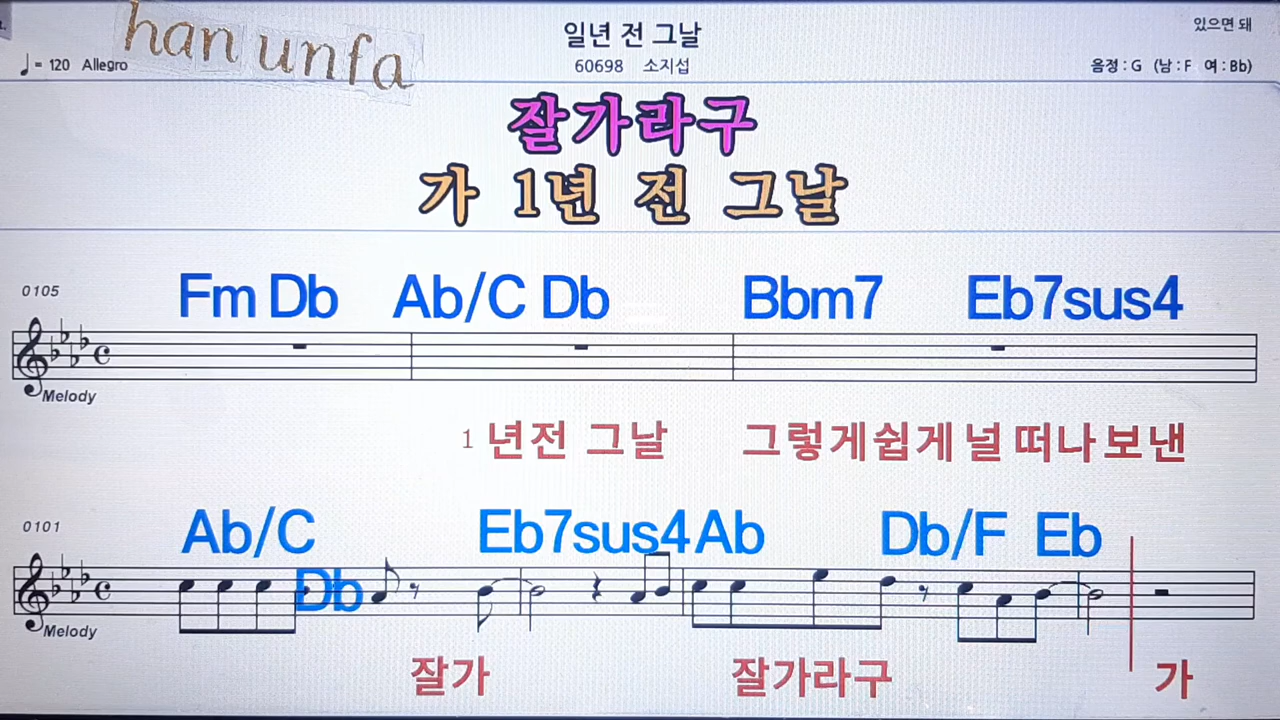 han unfa
일년 전 그날
있으면 돼
♩= 120 Allegro
60698 소지섭
음정 : G (남 : F 여 : Bb)
잘가라구
가 1년 전 그날
0105
Fm Db Ab/C Db Bbm7 Eb7sus4
Melody
1 년전 그날 그렇게쉽게 널 떠나 보낸
0101
Ab/C Db Eb7sus4 Ab Db/F Eb
Melody
잘가 잘가라구 가